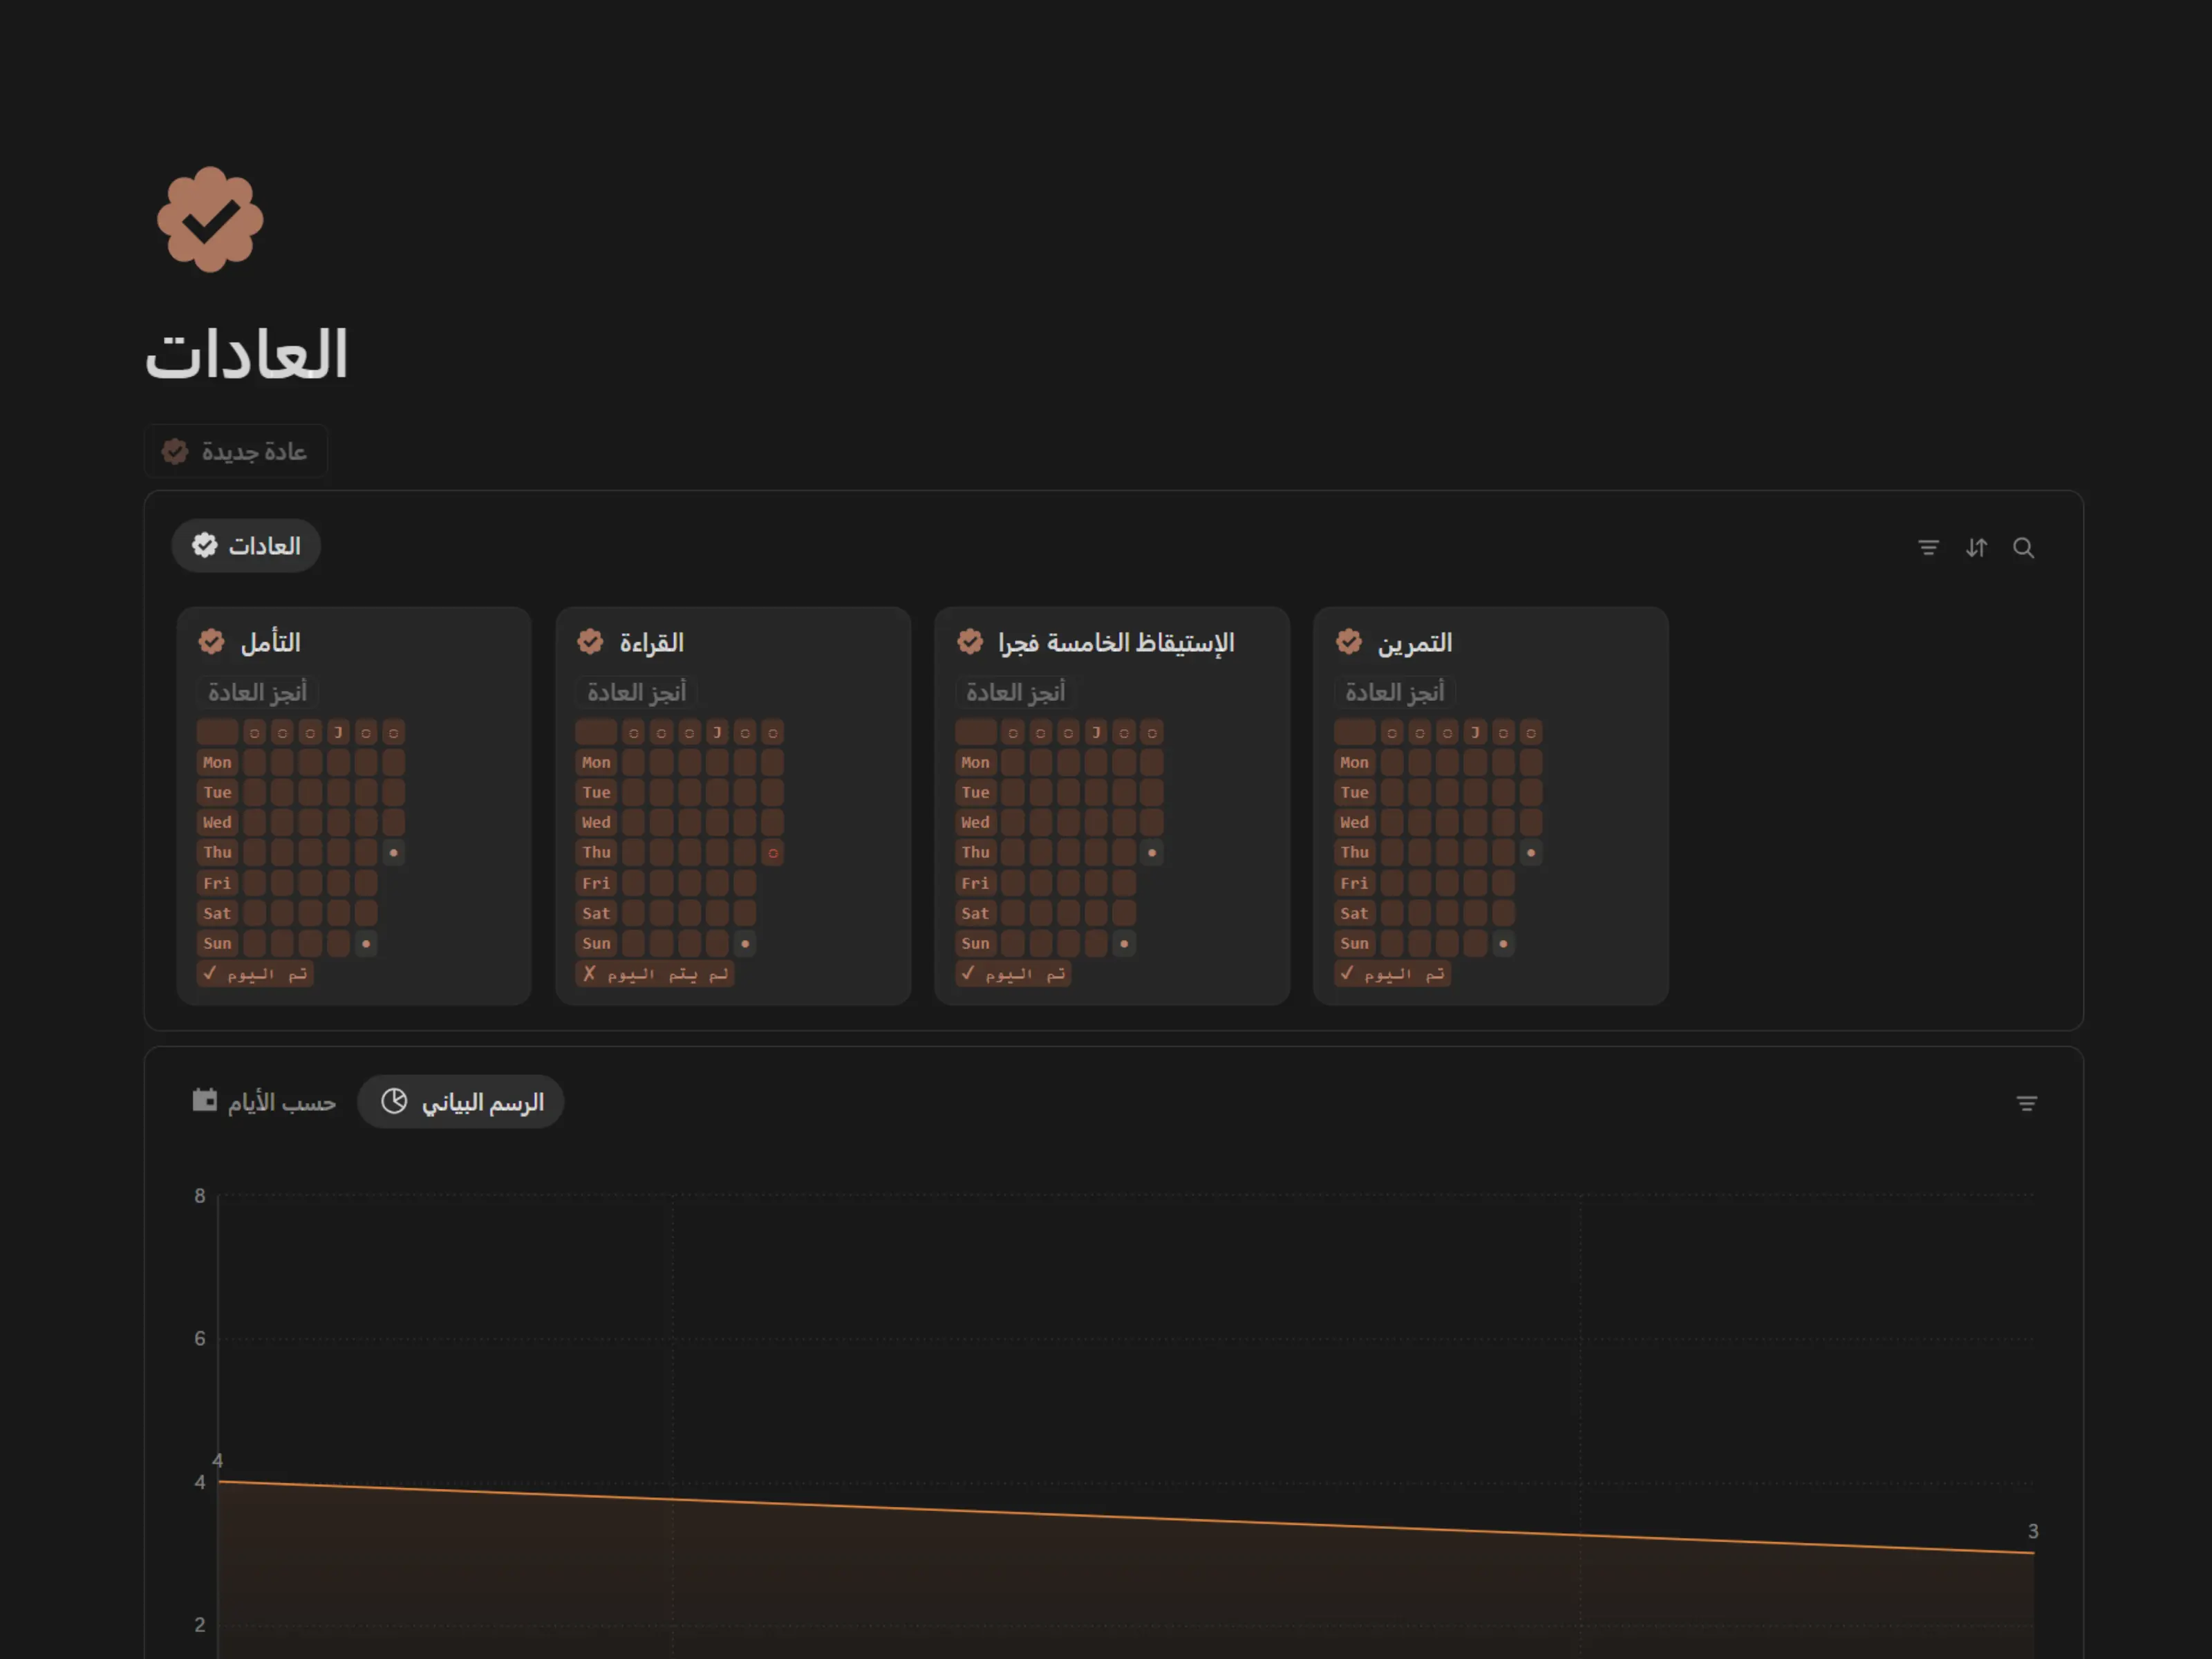 العادات
عادة جديدة
العادات
التأمل
أنجز العادة
▢ ▢ ▢ J ▢ ▢
Mon
Tue
Wed
Thu ●
Fri
Sat
Sun ●
✓ تم اليوم
القراءة
أنجز العادة
▢ ▢ ▢ J ▢ ▢
Mon
Tue
Wed
Thu ▢
Fri
Sat
Sun ●
✗ لم يتم اليوم
الإستيقاظ الخامسة فجرا
أنجز العادة
▢ ▢ ▢ J ▢ ▢
Mon
Tue
Wed
Thu ●
Fri
Sat
Sun ●
✓ تم اليوم
التمرين
أنجز العادة
▢ ▢ ▢ J ▢ ▢
Mon
Tue
Wed
Thu ●
Fri
Sat
Sun ●
✓ تم اليوم
حسب الأيام
الرسم البياني
8
6
4
4
3
2